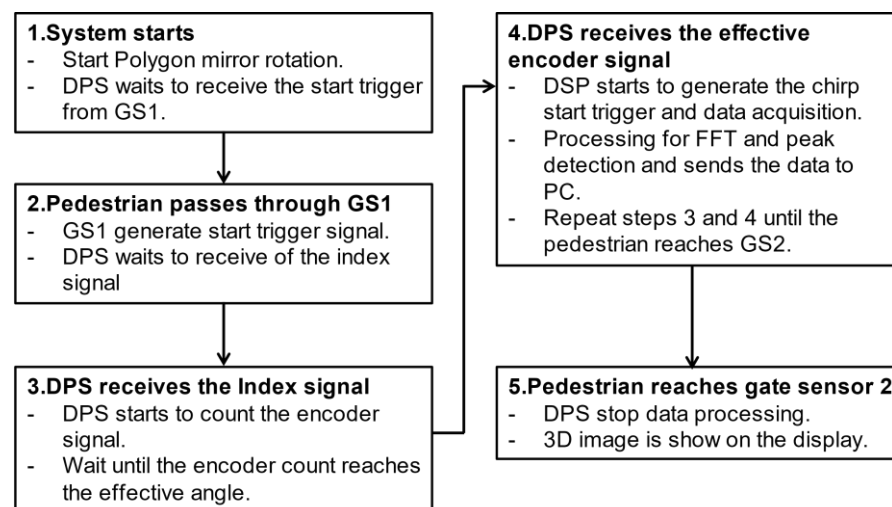 1.System starts
- Start Polygon mirror rotation.
- DPS waits to receive the start trigger
from GS1.
2.Pedestrian passes through GS1
- GS1 generate start trigger signal.
- DPS waits to receive of the index
signal
3.DPS receives the Index signal
- DPS starts to count the encoder
signal.
- Wait until the encoder count reaches
the effective angle.
4.DPS receives the effective
encoder signal
- DSP starts to generate the chirp
start trigger and data acquisition.
- Processing for FFT and peak
detection and sends the data to
PC.
- Repeat steps 3 and 4 until the
pedestrian reaches GS2.
5.Pedestrian reaches gate sensor 2
- DPS stop data processing.
- 3D image is show on the display.